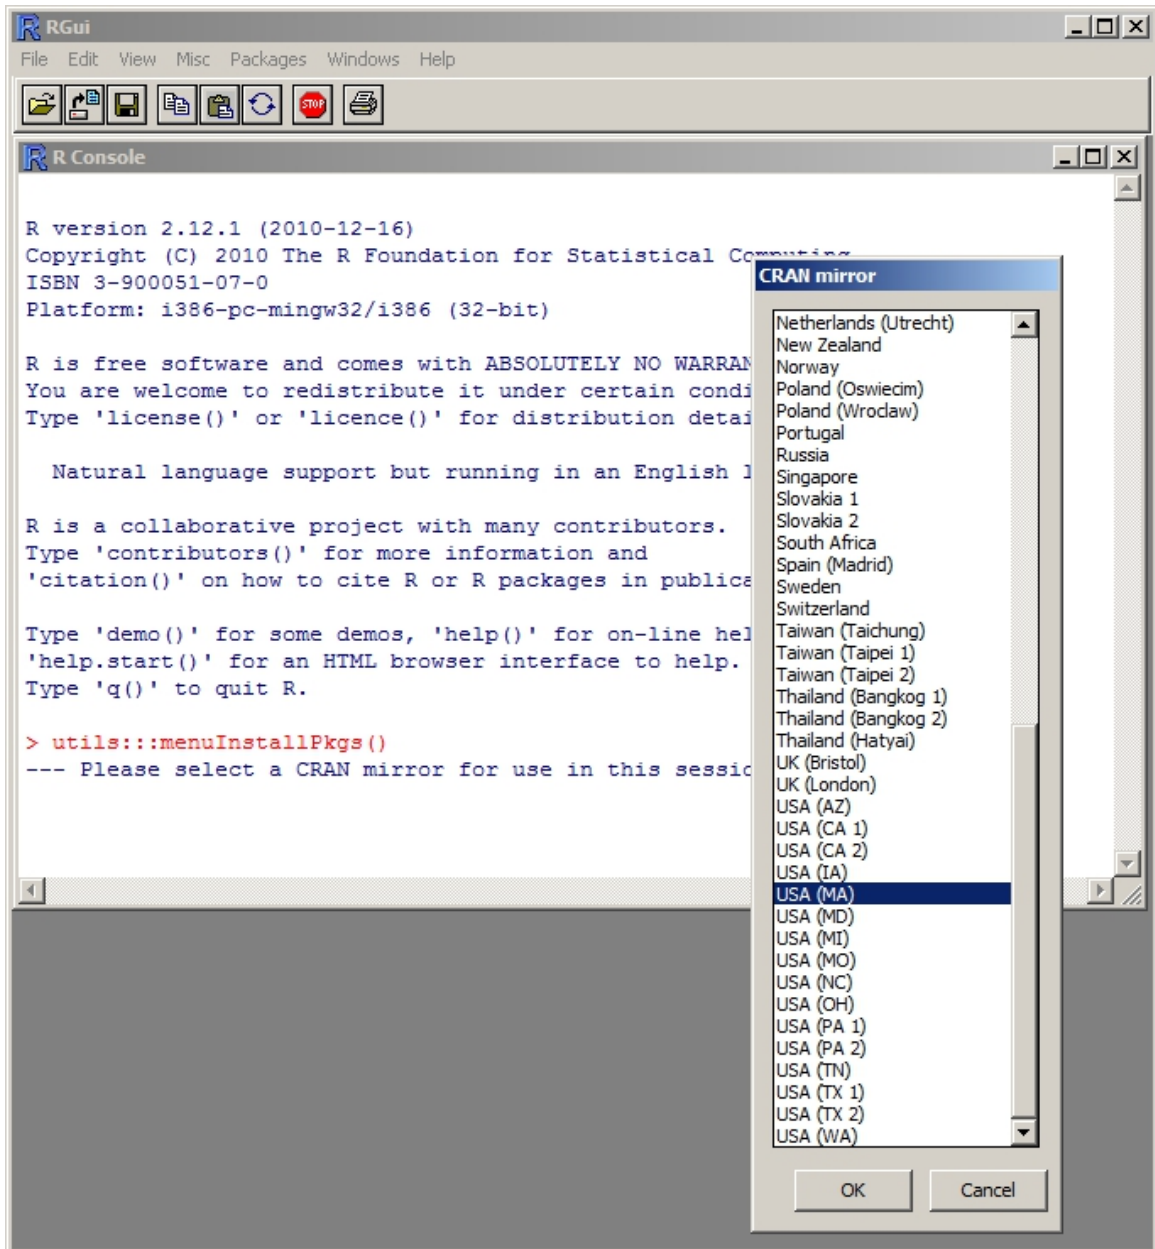 RGui
File Edit View Misc Packages Windows Help
STOP
R Console
R version 2.12.1 (2010-12-16)
Copyright (C) 2010 The R Foundation for Statistical Computing
ISBN 3-900051-07-0
Platform: i386-pc-mingw32/i386 (32-bit)
R is free software and comes with ABSOLUTELY NO WARRAN
You are welcome to redistribute it under certain condi
Type 'license()' or 'licence()' for distribution detai
Natural language support but running in an English l
R is a collaborative project with many contributors.
Type 'contributors()' for more information and
'citation()' on how to cite R or R packages in publica
Type 'demo()' for some demos, 'help()' for on-line hel
'help.start()' for an HTML browser interface to help.
Type 'q()' to quit R.
> utils:::menuInstallPkgs()
--- Please select a CRAN mirror for use in this sessio
CRAN mirror
Netherlands (Utrecht)
New Zealand
Norway
Poland (Oswiecim)
Poland (Wroclaw)
Portugal
Russia
Singapore
Slovakia 1
Slovakia 2
South Africa
Spain (Madrid)
Sweden
Switzerland
Taiwan (Taichung)
Taiwan (Taipei 1)
Taiwan (Taipei 2)
Thailand (Bangkog 1)
Thailand (Bangkog 2)
Thailand (Hatyai)
UK (Bristol)
UK (London)
USA (AZ)
USA (CA 1)
USA (CA 2)
USA (IA)
USA (MA)
USA (MD)
USA (MI)
USA (MO)
USA (NC)
USA (OH)
USA (PA 1)
USA (PA 2)
USA (TN)
USA (TX 1)
USA (TX 2)
USA (WA)
OK Cancel